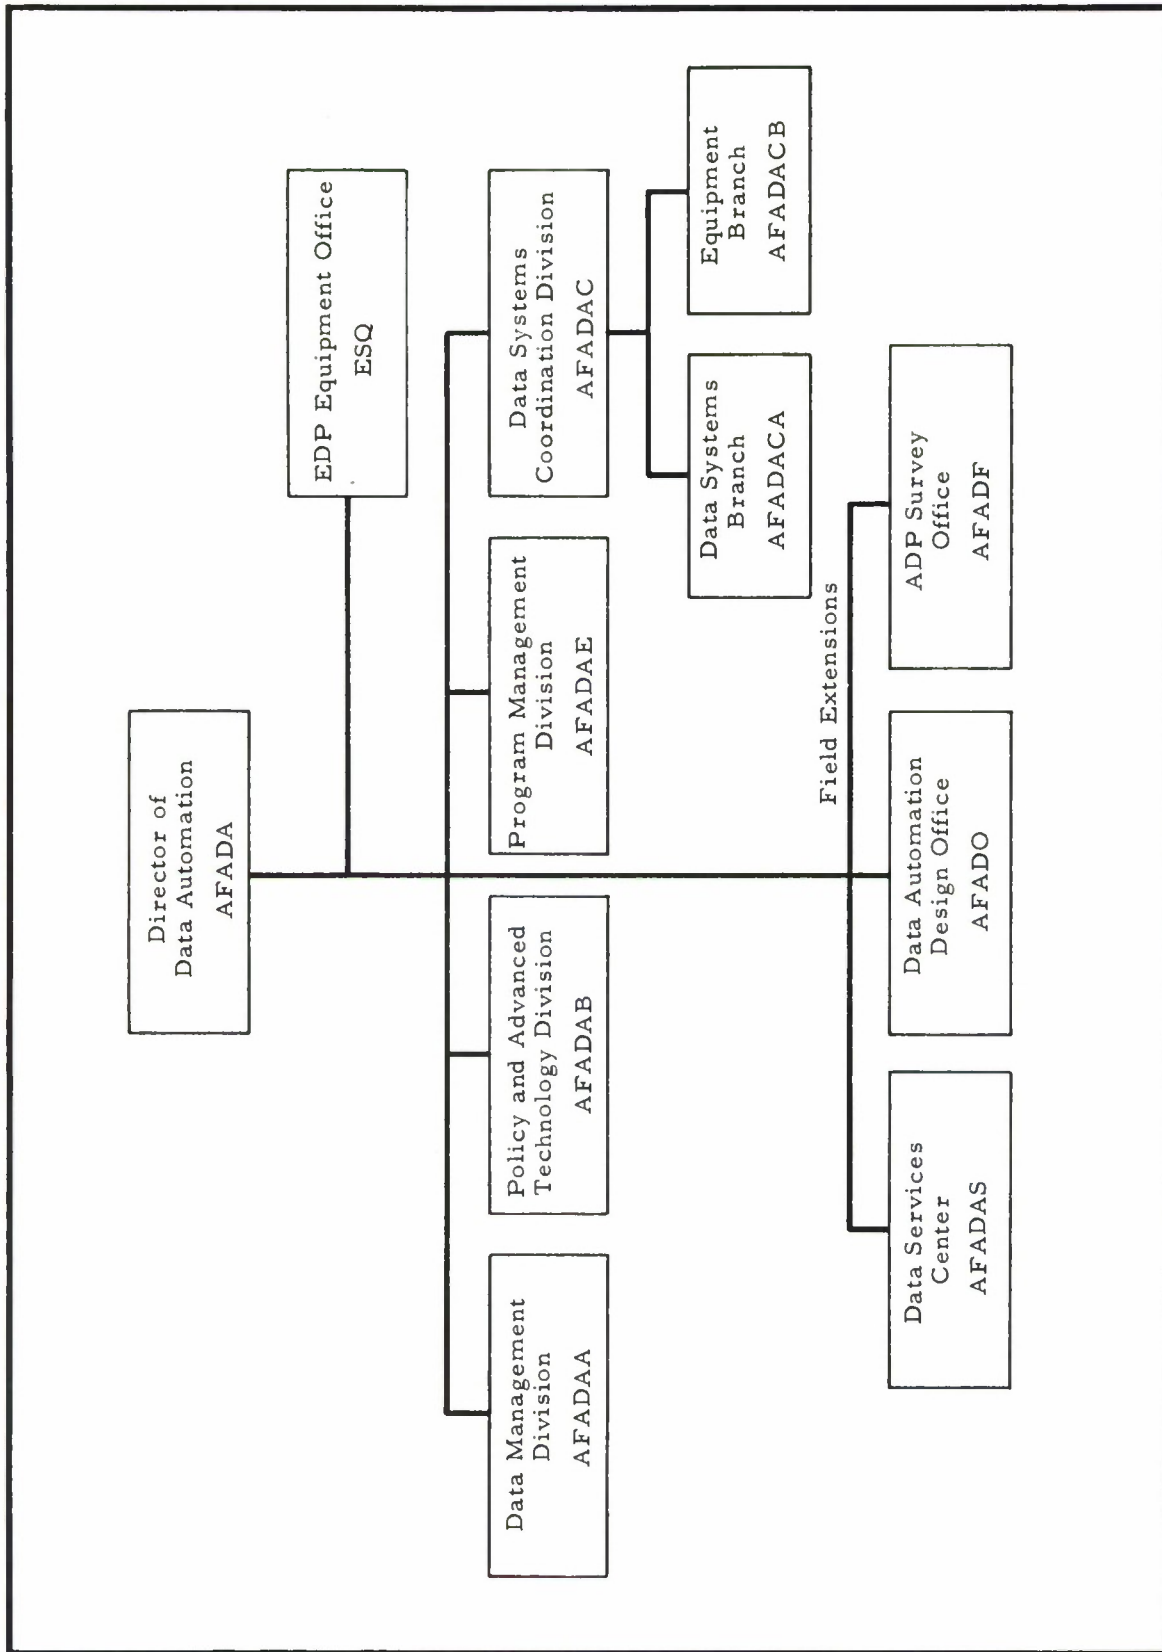 Director of
Data Automation
AFADA
EDP Equipment Office
ESQ
Data Management
Division
AFADAA
Policy and Advanced
Technology Division
AFADAB
Program Management
Division
AFADAE
Data Systems
Coordination Division
AFADAC
Data Systems
Branch
AFADACA
Equipment
Branch
AFADACB
Field Extensions
Data Services
Center
AFADAS
Data Automation
Design Office
AFADO
ADP Survey
Office
AFADF